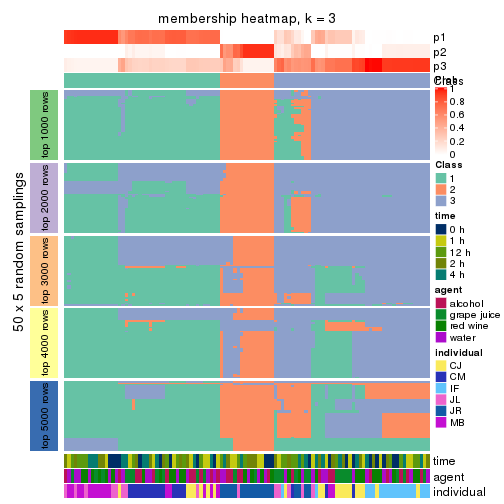 membership heatmap, k = 3
p1
p2
p3
Class
Class
1
0.8
0.6
0.4
0.2
0
Class
1
2
3
time
0 h
1 h
12 h
2 h
4 h
agent
alcohol
grape juice
red wine
water
individual
CJ
CM
IF
JL
JR
MB
50 x 5 random samplings
top 1000 rows
top 2000 rows
top 3000 rows
top 4000 rows
top 5000 rows
time
agent
individual